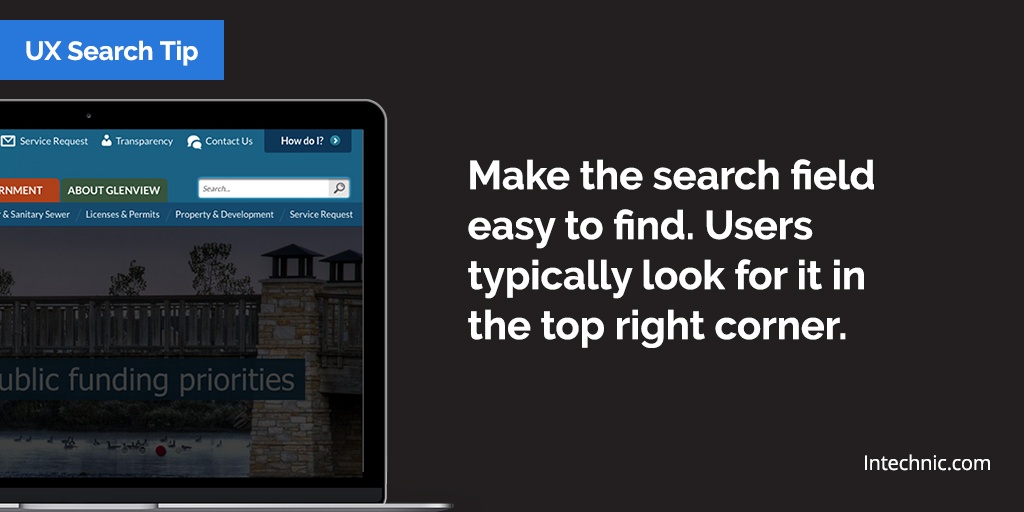 UX Search Tip
Service Request
Transparency
Contact Us
How do I?
RNMENT
ABOUT GLENVIEW
Search...
& Sanitary Sewer
Licenses & Permits
Property & Development
Service Request
ublic funding priorities
Make the search field
easy to find. Users
typically look for it in
the top right corner.
Intechnic.com